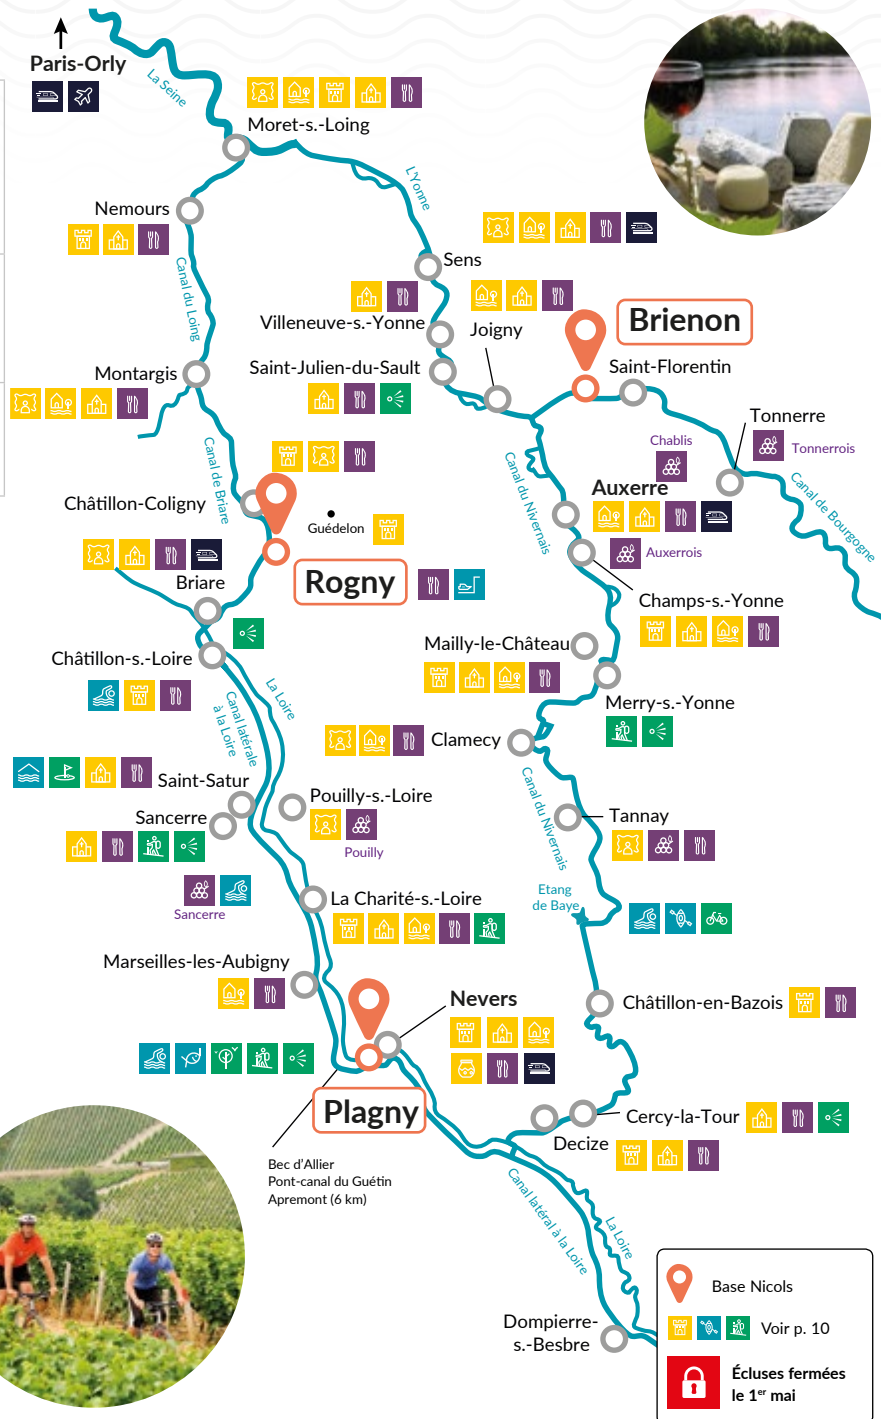 Paris-Orly
La Seine
Moret-s.-Loing
L'Yonne
Nemours
Canal du Loing
Sens
Villeneuve-s.-Yonne
Joigny
Brienon
Saint-Julien-du-Sault
Saint-Florentin
Montargis
Tonnerre
Chablis
Tonnerrois
Canal de Briare
Canal du Nivernais
Auxerre
Canal de Bourgogne
Châtillon-Coligny
Guédelon
Auxerrois
Rogny
Briare
Champs-s.-Yonne
Mailly-le-Château
Châtillon-s.-Loire
La Loire
Canal latérale
à la Loire
Merry-s.-Yonne
Clamecy
Saint-Satur
Pouilly-s.-Loire
Sancerre
Pouilly
Canal du Nivernais
Tannay
Sancerre
La Charité-s.-Loire
Etang
de Baye
Marseilles-les-Aubigny
Nevers
Châtillon-en-Bazois
Plagny
Cercy-la-Tour
Decize
Bec d'Allier
Pont-canal du Guétin
Apremont (6 km)
Canal latéral à la Loire
La Loire
Dompierre-
s.-Besbre
Base Nicols
Voir p. 10
Écluses fermées
le 1er mai